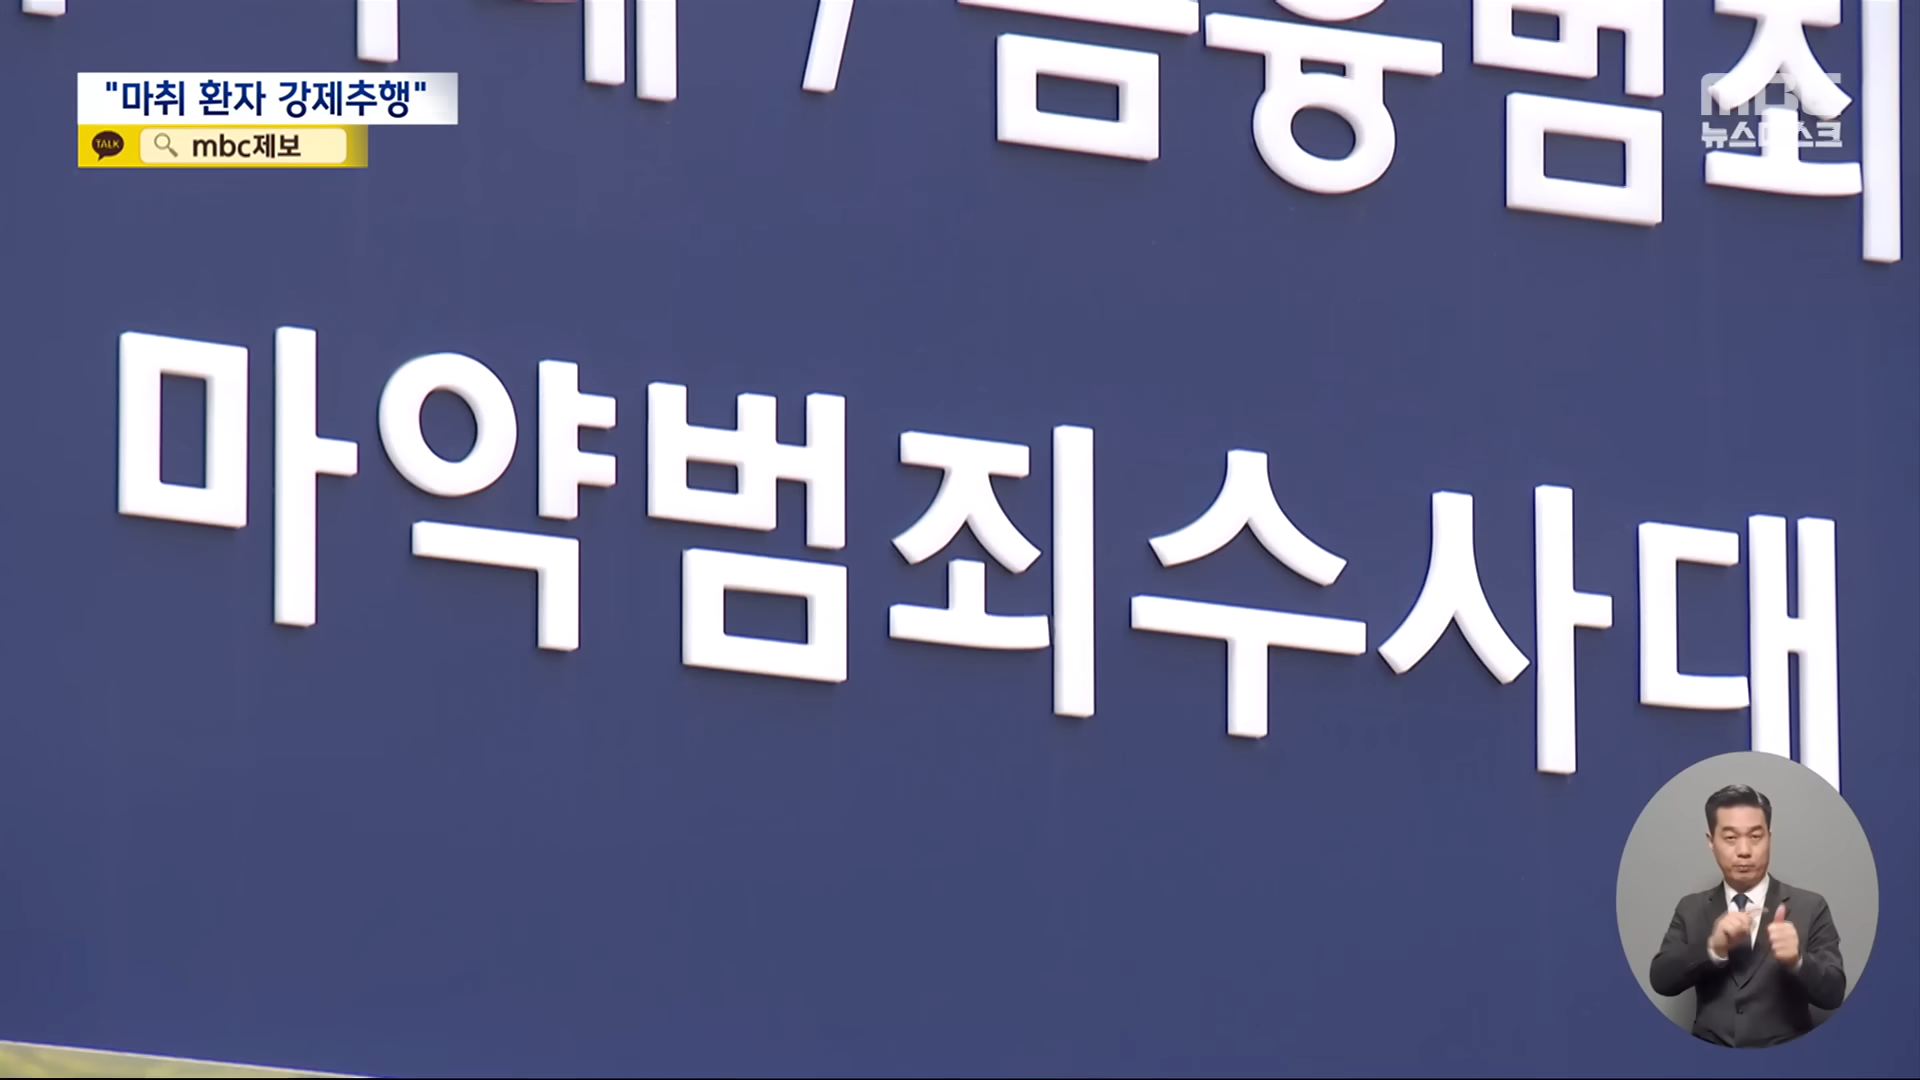 "마취 환자 강제추행"
TALK mbc제보
mbc
뉴스데스크
금융범죄
마약범죄수사대